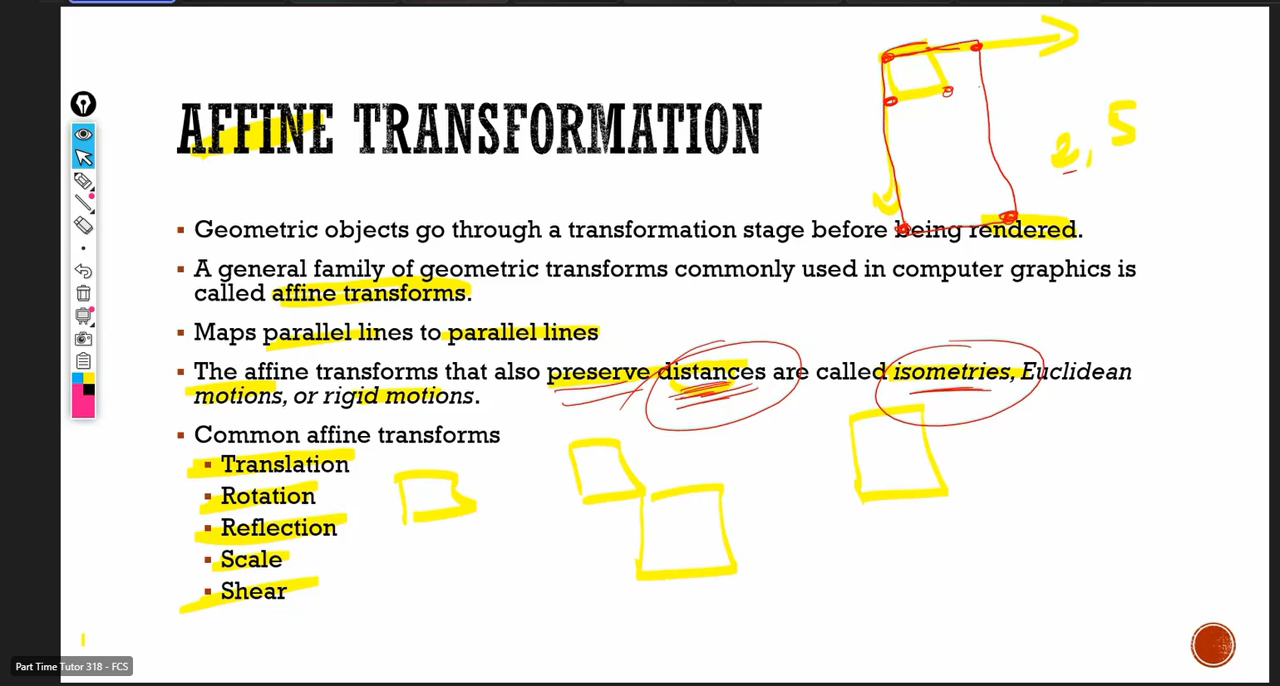 AFFINE TRANSFORMATION
2, 5
Geometric objects go through a transformation stage before being rendered.
A general family of geometric transforms commonly used in computer graphics is
called affine transforms.
Maps parallel lines to parallel lines
The affine transforms that also preserve distances are called isometries, Euclidean
motions, or rigid motions.
Common affine transforms
Translation
Rotation
Reflection
Scale
Shear
Part Time Tutor 318 - FCS